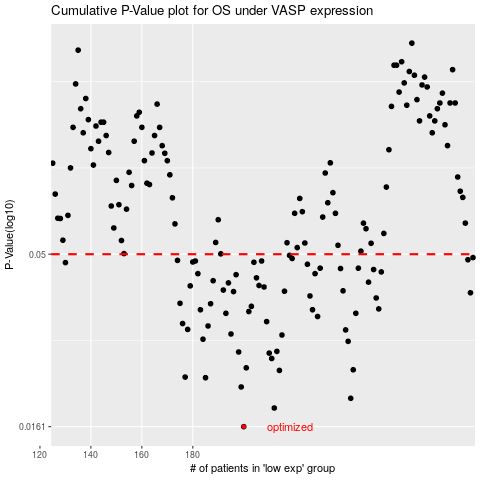 Cumulative P-Value plot for OS under VASP expression
P-Value(log10)
0.05
0.0161
optimized
120 140 160 180
# of patients in 'low exp' group